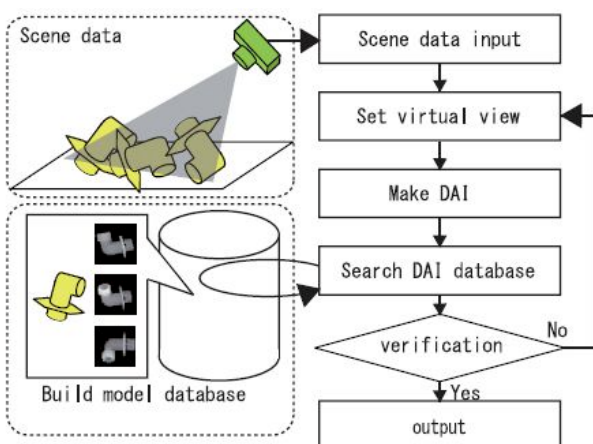 Scene data
Scene data input
Set virtual view
Make DAI
Search DAI database
verification
No
Yes
output
Build model database